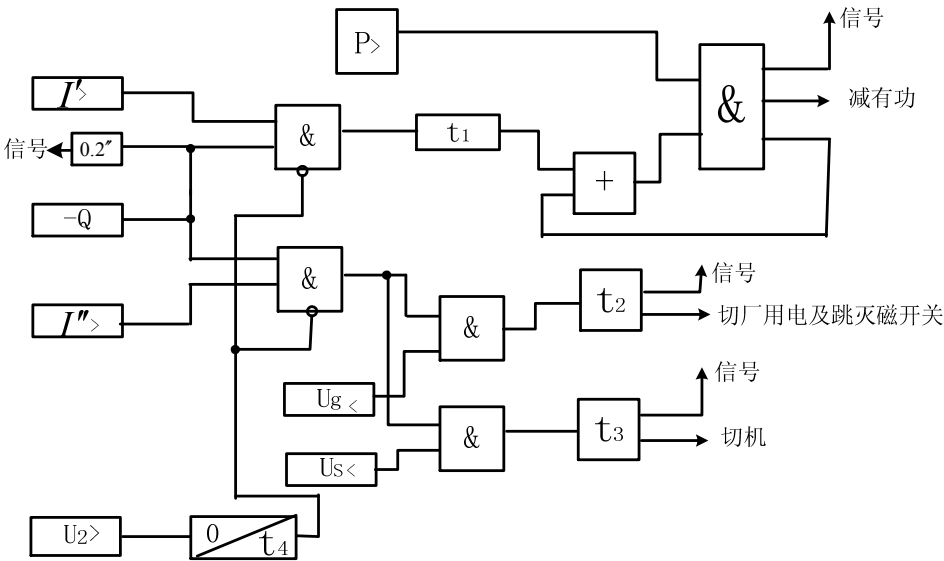 信号
P>
&
减有功
I'>
&
t1
信号
0.2"
+
-Q
&
信号
I">
t2
切厂用电及跳灭磁开关
&
信号
Ug<
t3
&
切机
Us<
U2>
0
t4